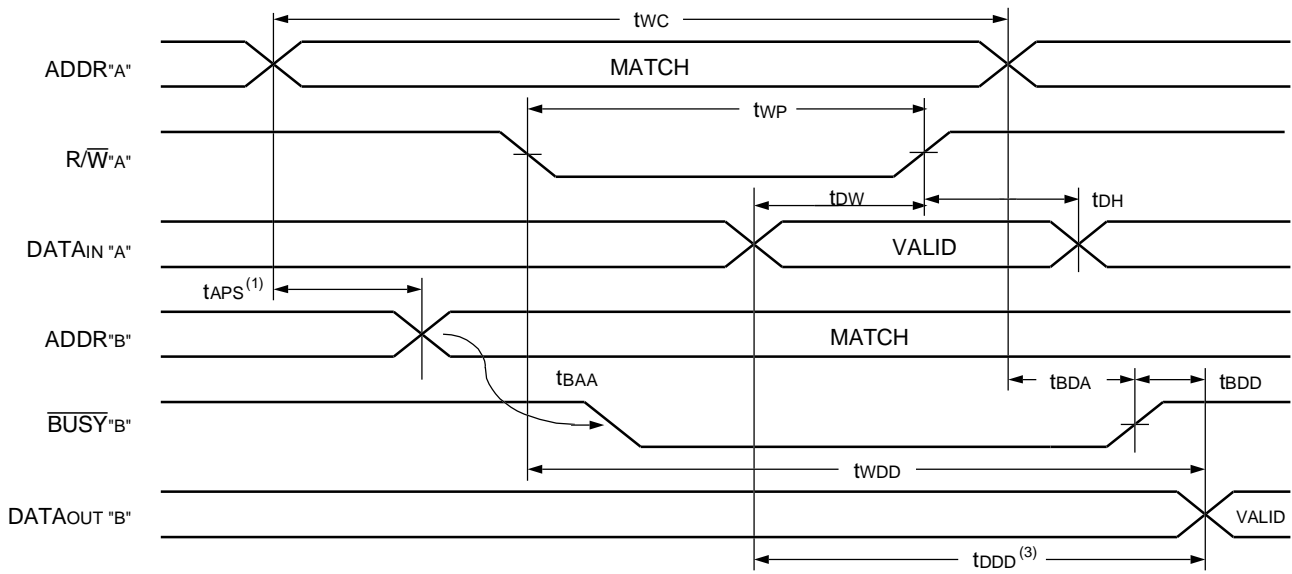 tWC
ADDR"A"
MATCH
tWP
R/W̅"A"
tDW
tDH
DATAIN "A"
VALID
tAPS(1)
ADDR"B"
MATCH
tBAA
tBDA
tBDD
B̅U̅S̅Y̅"B"
tWDD
DATAOUT "B"
VALID
tDDD(3)